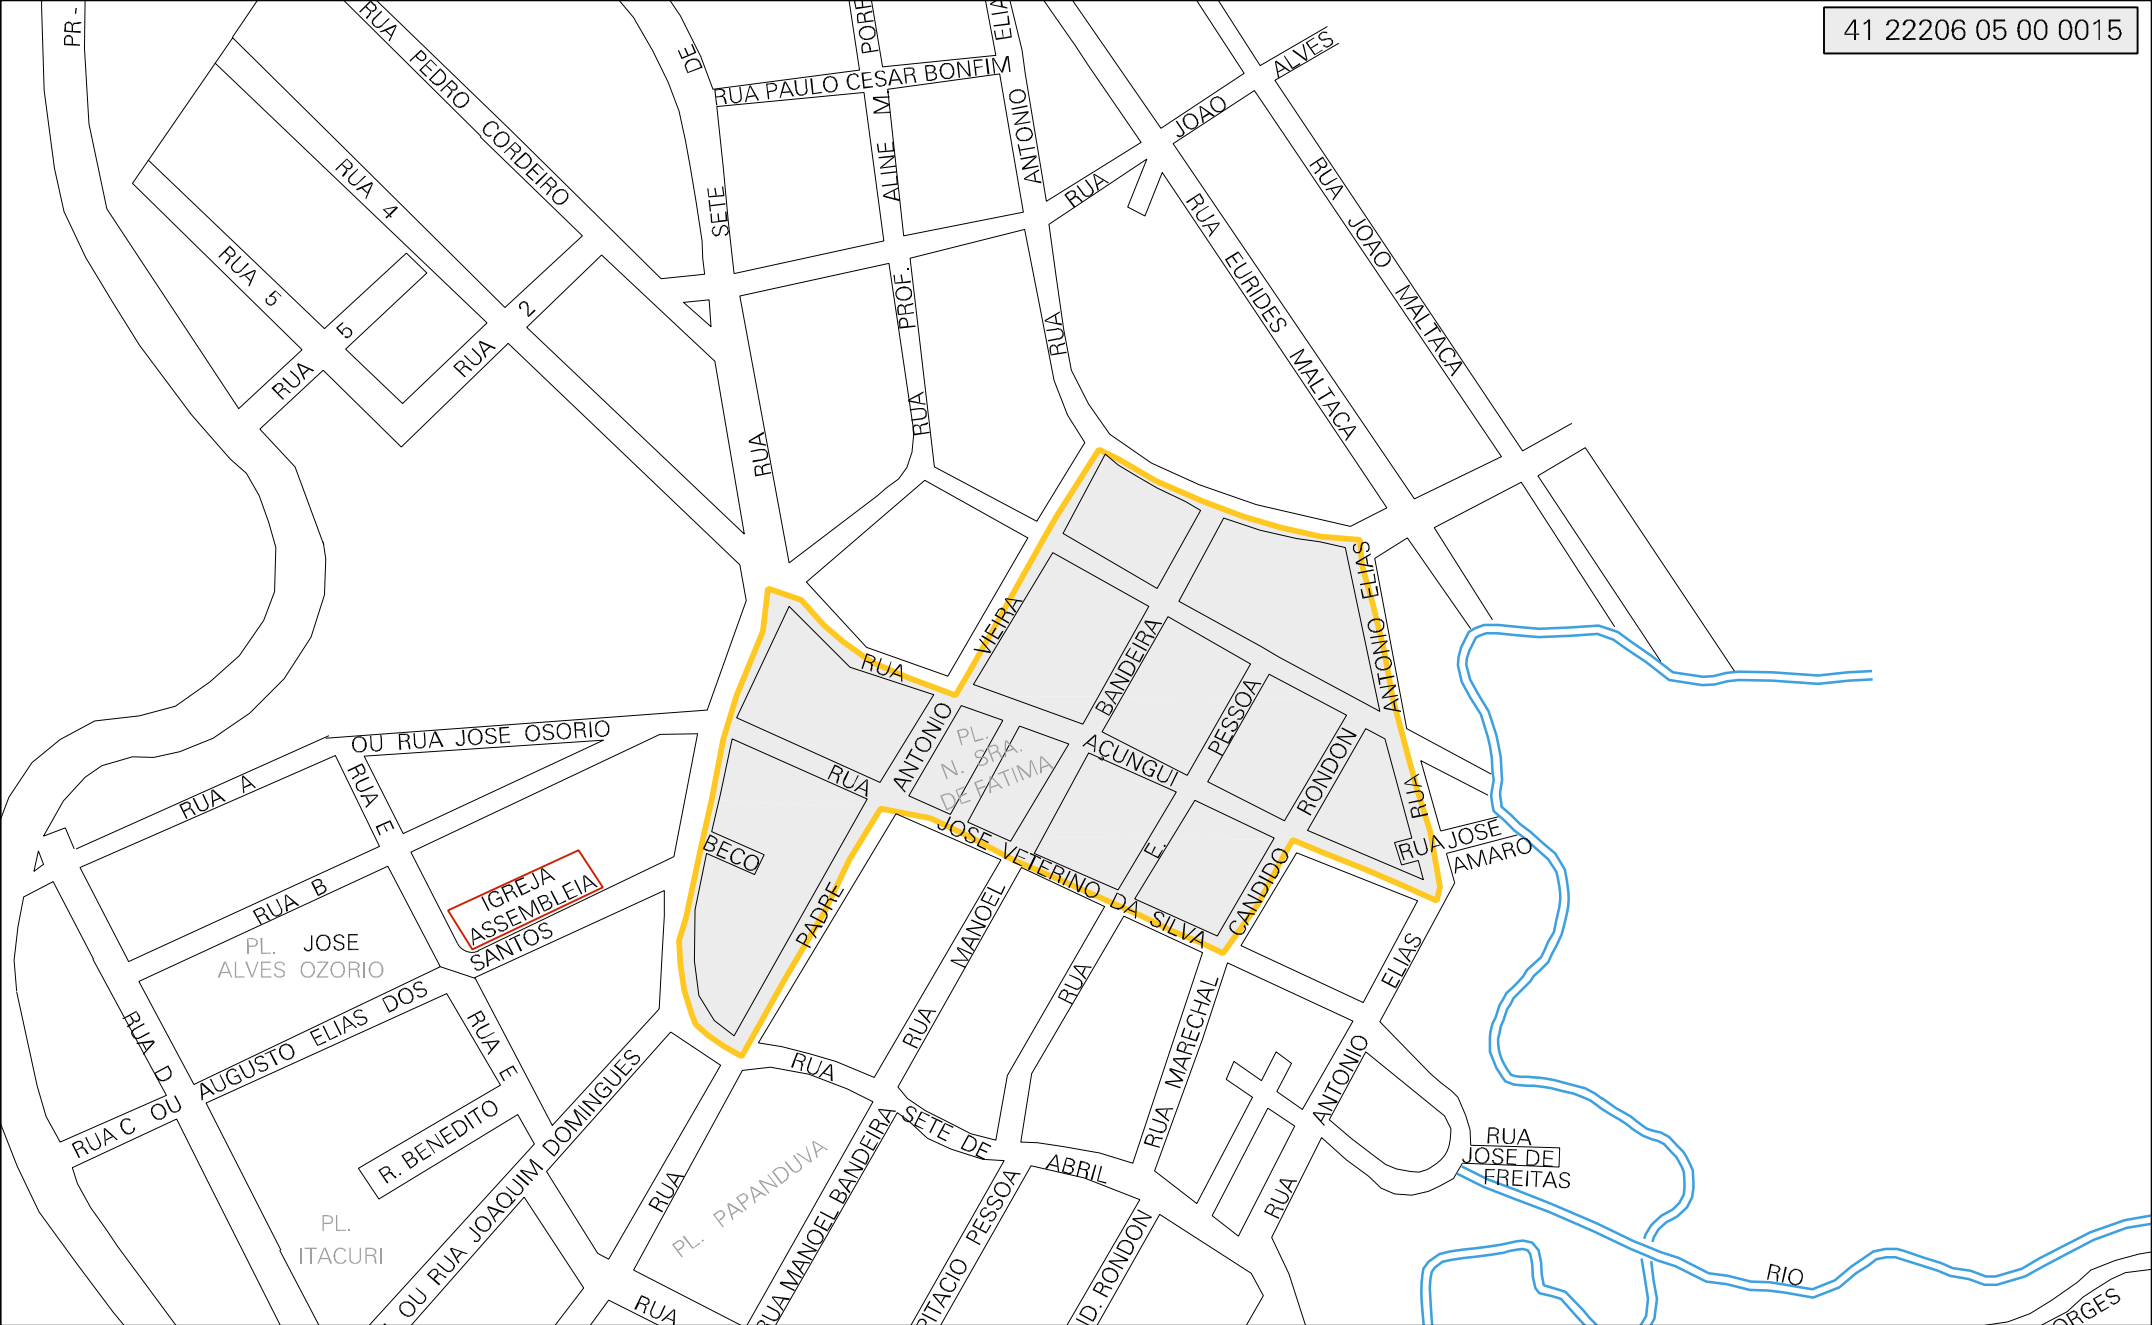 41 22206 05 00 0015
PR -
RUA PEDRO CORDEIRO
DE
SETE
RUA
RUA PAULO CESAR BONFIM
ALINE M.
PROF.
RUA
ANTONIO
RUA
RUA JOAO ALVES
RUA JOAO MALTACA
RUA EURIDES MALTACA
RUA 4
RUA 5
RUA 5
RUA 2
RUA
VIEIRA
ANTONIO
PADRE
BANDEIRA
PESSOA
RONDON
ANTONIO ELIAS
RUA
PL.
N. SRA.
DE FATIMA
RUA
AÇUNGUI
OU RUA JOSE OSORIO
RUA A
RUA E
BECO
JOSE VETERINO DA SILVA
E.
CANDIDO
RUA JOSE
AMARO
RUA B
IGREJA
ASSEMBLEIA
SANTOS
PL. JOSE
ALVES OZORIO
MANOEL
RUA
RUA
RUA MARECHAL
ELIAS
ANTONIO
RUA
RUA D
RUA C OU AUGUSTO ELIAS DOS
RUA E
R. BENEDITO
OU RUA JOAQUIM DOMINGUES
RUA
SETE DE
ABRIL
RUA
PL. PAPANDUVA
RUA MANOEL BANDEIRA
PITACIO PESSOA
ID. RONDON
RUA
JOSE DE
FREITAS
PL.
ITACURI
RUA
RIO
ORGES